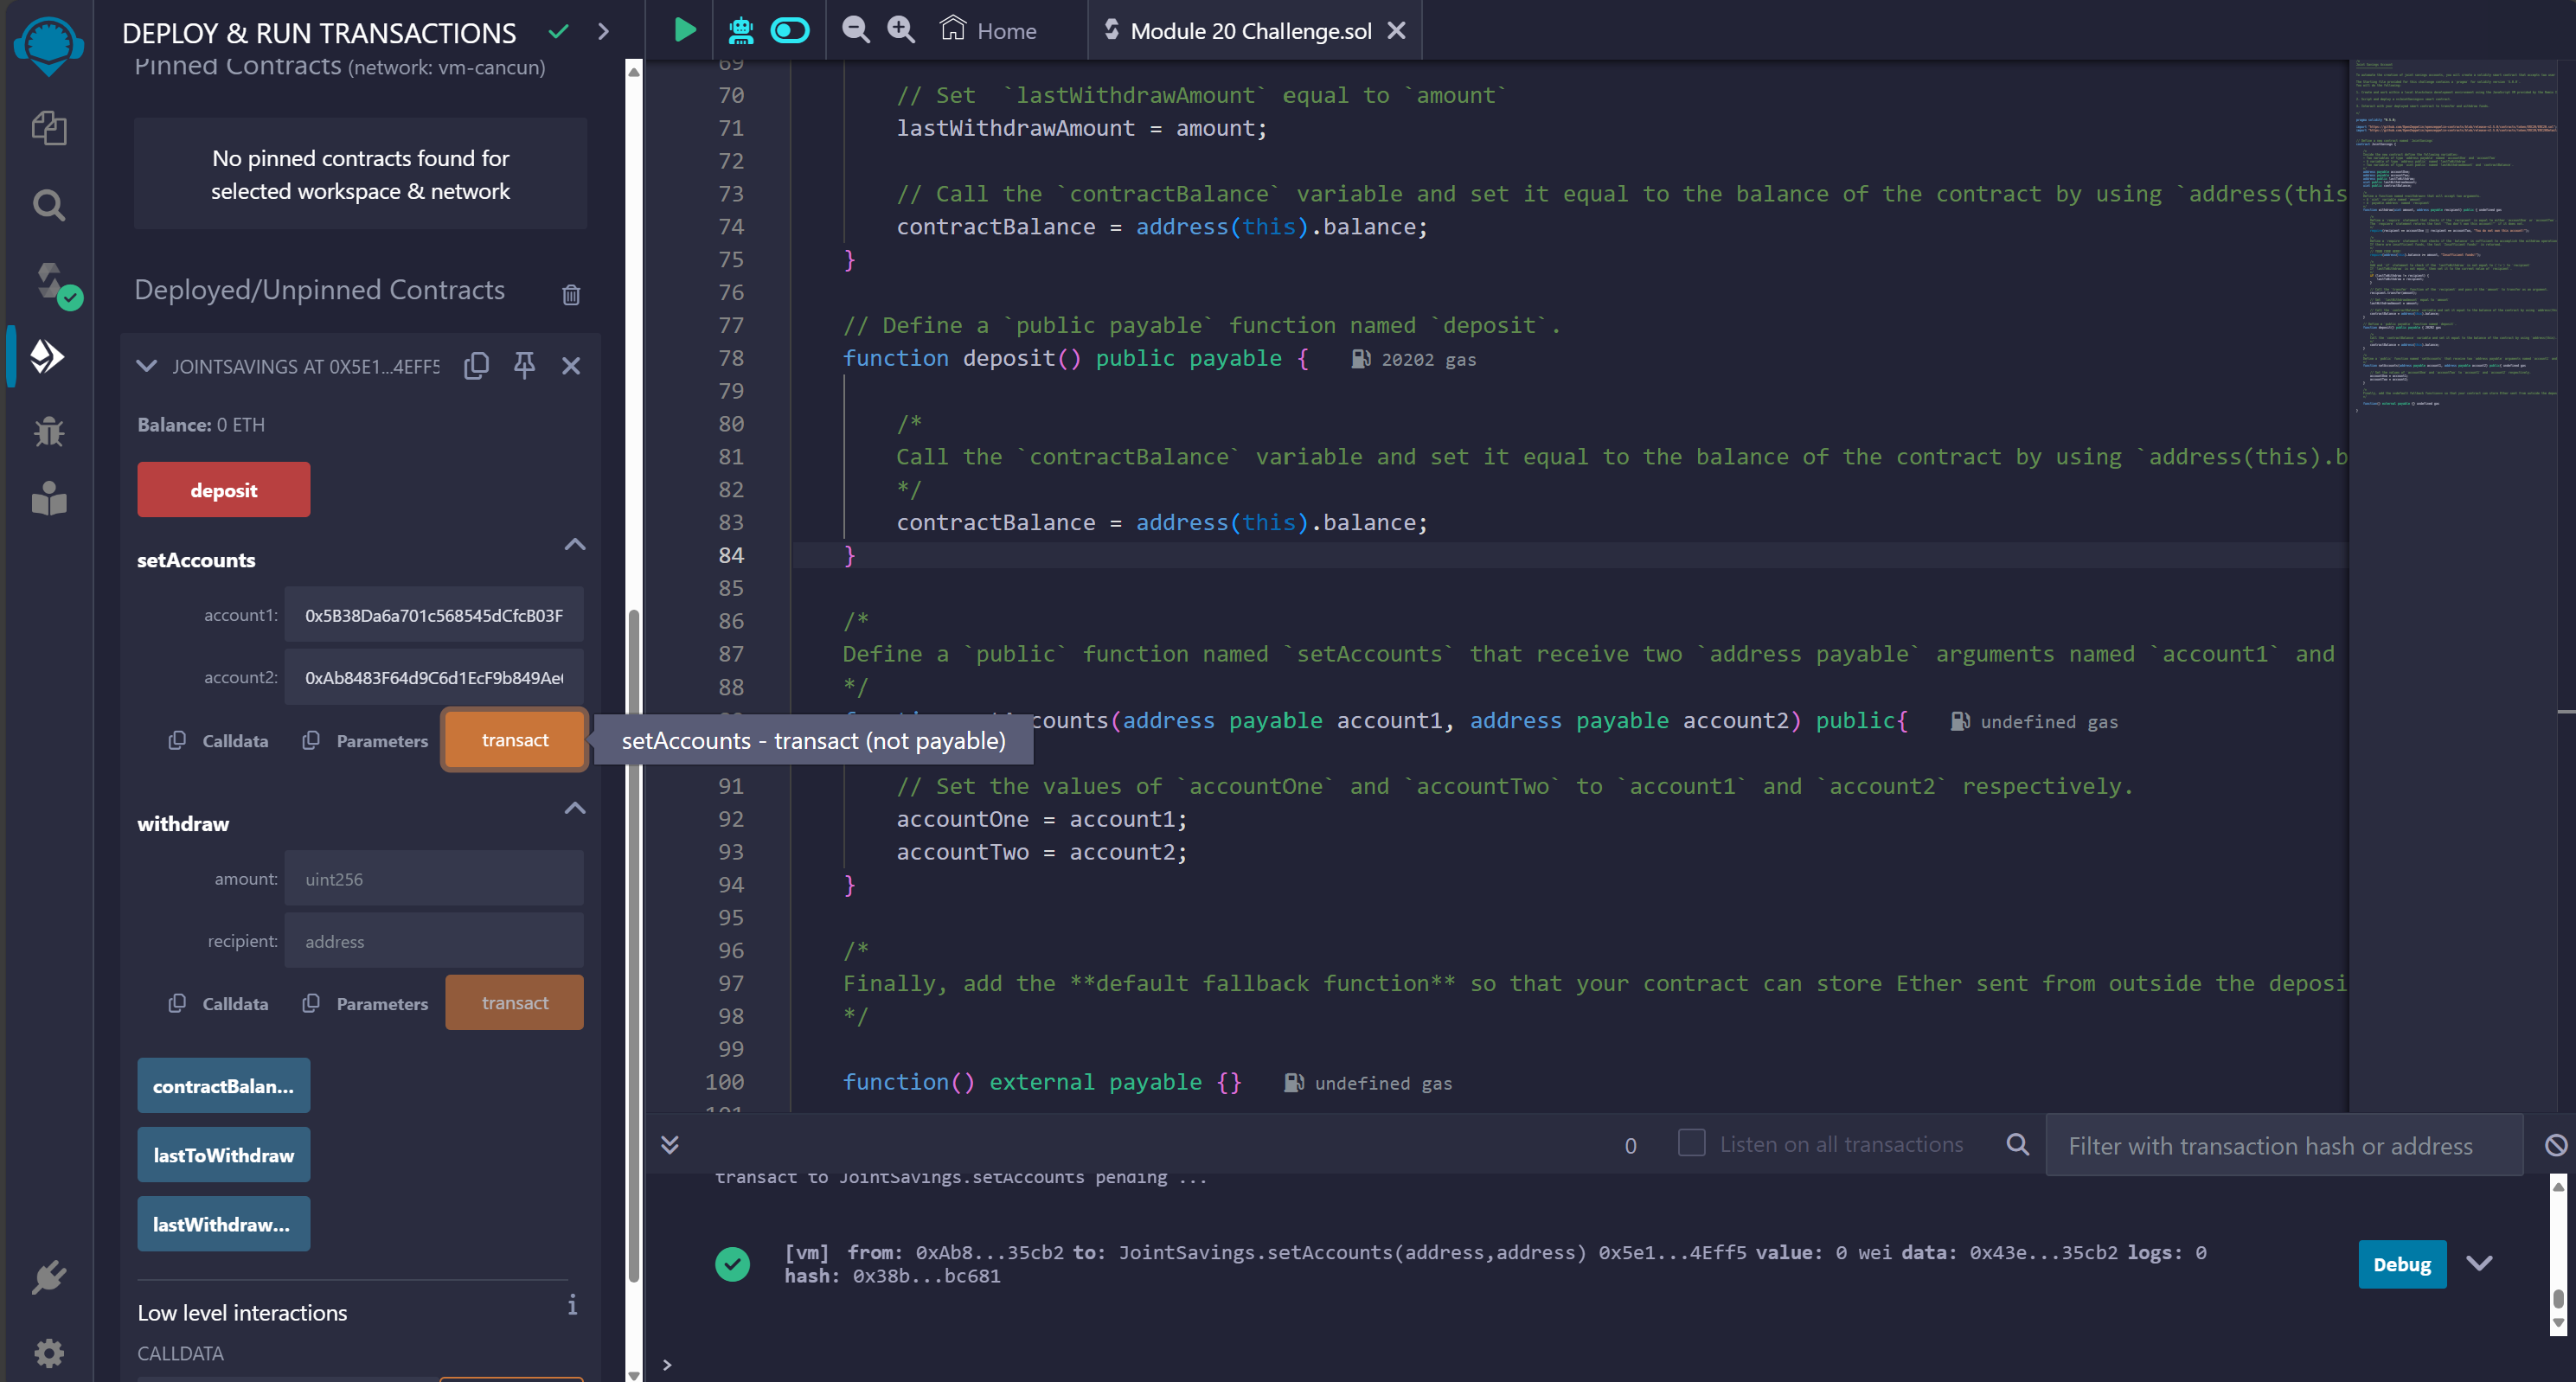 DEPLOY & RUN TRANSACTIONS
Pinned Contracts (network: vm-cancun)
No pinned contracts found for
selected workspace & network
Deployed/Unpinned Contracts
JOINTSAVINGS AT 0X5E1...4EFF5
Balance: 0 ETH
deposit
setAccounts
account1: 0x5B38Da6a701c568545dCfcB03F
account2: 0xAb8483F64d9C6d1EcF9b849Ae
Calldata Parameters transact
setAccounts - transact (not payable)
withdraw
amount: uint256
recipient: address
Calldata Parameters transact
contractBalan...
lastToWithdraw
lastWithdraw...
Low level interactions
i
CALLDATA
Home
Module 20 Challenge.sol
69
70 // Set  `lastWithdrawAmount` equal to `amount`
71 lastWithdrawAmount = amount;
72
73 // Call the `contractBalance` variable and set it equal to the balance of the contract by using `address(this
74 contractBalance = address(this).balance;
75 }
76
77 // Define a `public payable` function named `deposit`.
78 function deposit() public payable { 20202 gas
79
80 /*
81 Call the `contractBalance` variable and set it equal to the balance of the contract by using `address(this).b
82 */
83 contractBalance = address(this).balance;
84 }
85
86 /*
87 Define a `public` function named `setAccounts` that receive two `address payable` arguments named `account1` and
88 */
counts(address payable account1, address payable account2) public{ undefined gas
91 // Set the values of `accountOne` and `accountTwo` to `account1` and `account2` respectively.
92 accountOne = account1;
93 accountTwo = account2;
94 }
95
96 /*
97 Finally, add the **default fallback function** so that your contract can store Ether sent from outside the deposi
98 */
99
100 function() external payable {} undefined gas
101
0 Listen on all transactions Filter with transaction hash or address
transact to JointSavings.setAccounts pending ...
[vm] from: 0xAb8...35cb2 to: JointSavings.setAccounts(address,address) 0x5e1...4Eff5 value: 0 wei data: 0x43e...35cb2 logs: 0
hash: 0x38b...bc681
Debug
>